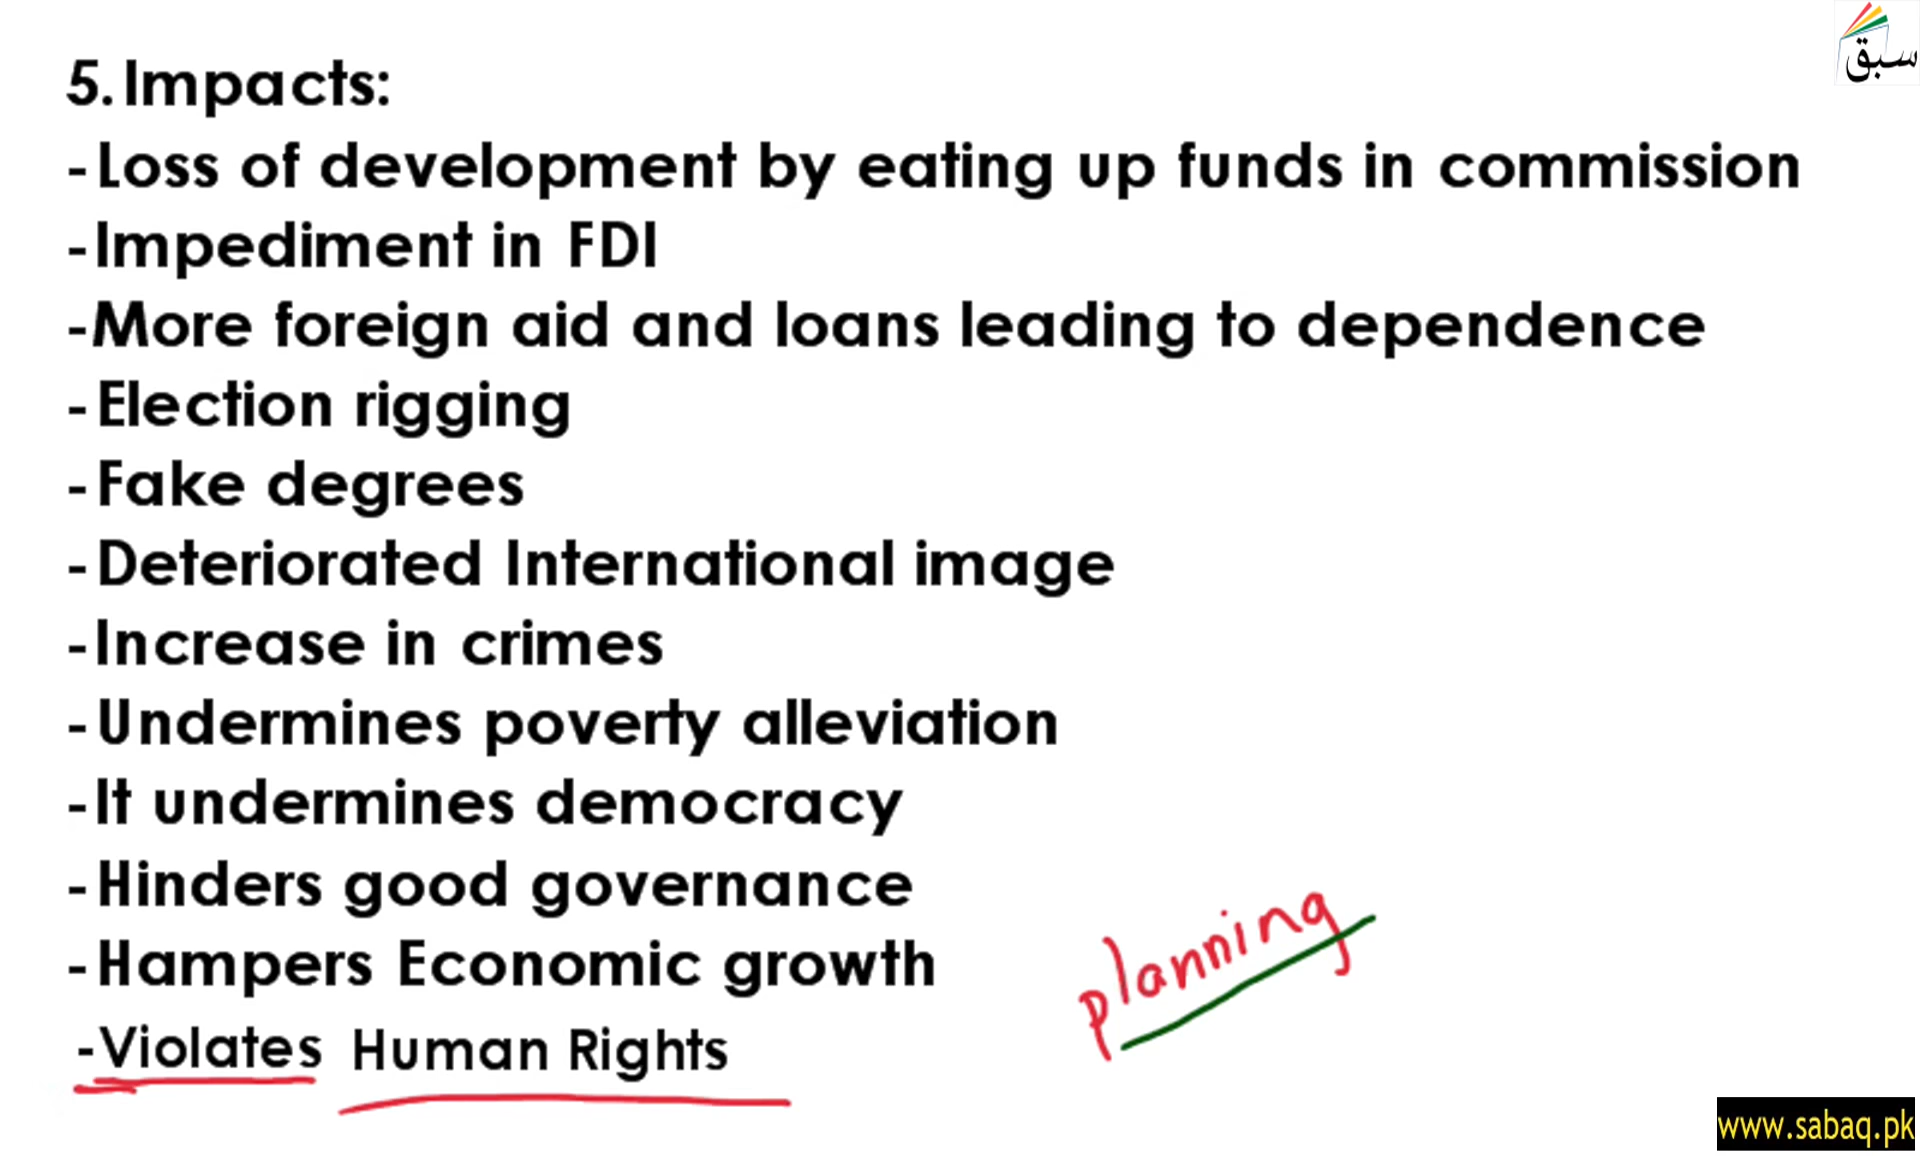 سبق
5. Impacts:
-Loss of development by eating up funds in commission
-Impediment in FDI
-More foreign aid and loans leading to dependence
-Election rigging
-Fake degrees
-Deteriorated International image
-Increase in crimes
-Undermines poverty alleviation
-It undermines democracy
-Hinders good governance
-Hampers Economic growth
planning
-Violates Human Rights
www.sabaq.pk